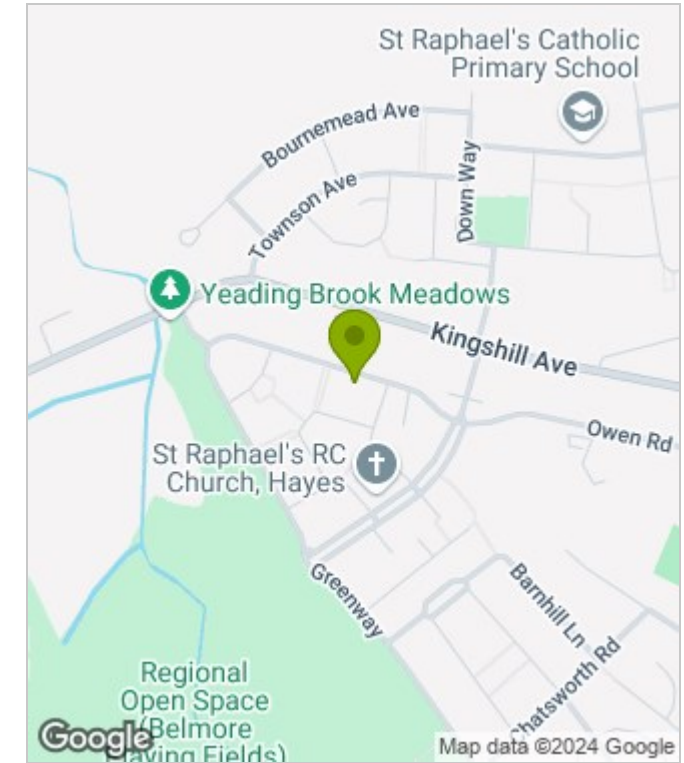 St Raphael's Catholic
Primary School
Bournemead Ave
Townson Ave
Down Way
Yeading Brook Meadows
Kingshill Ave
Owen Rd
St Raphael's RC
Church, Hayes
Greenway
Barnhill Ln
Chatsworth Rd
Regional
Open Space
(Belmore
Playing Fields)
Google
Map data ©2024 Google